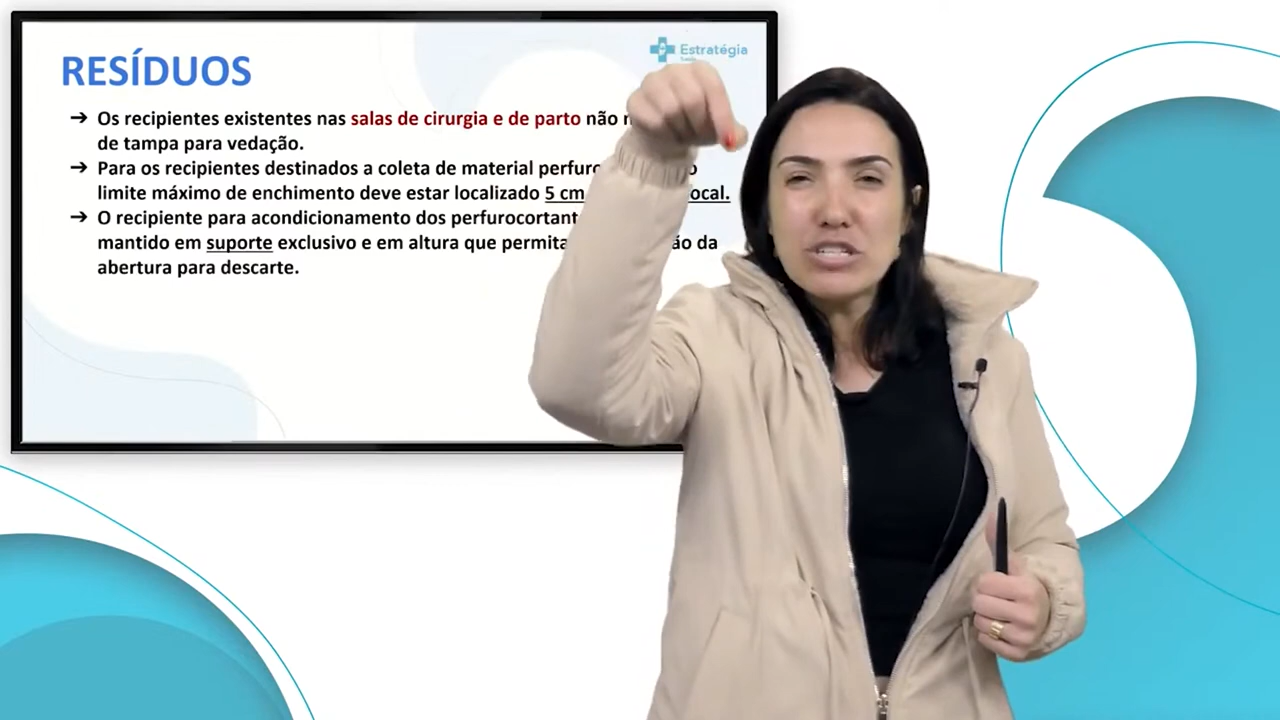 RESÍDUOS
Estratégia
→ Os recipientes existentes nas salas de cirurgia e de parto não
de tampa para vedação.
→ Para os recipientes destinados a coleta de material
limite máximo de enchimento deve estar localizado 5 cm
→ O recipiente para acondicionamento dos
mantido em suporte exclusivo e em altura que permita da
abertura para descarte.